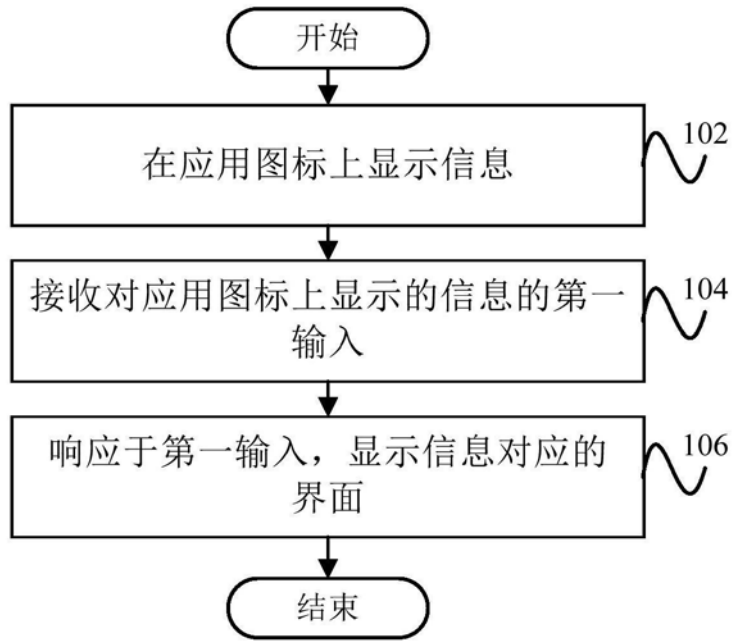 开始
在应用图标上显示信息
102
接收对应用图标上显示的信息的第一
输入
104
响应于第一输入，显示信息对应的
界面
106
结束